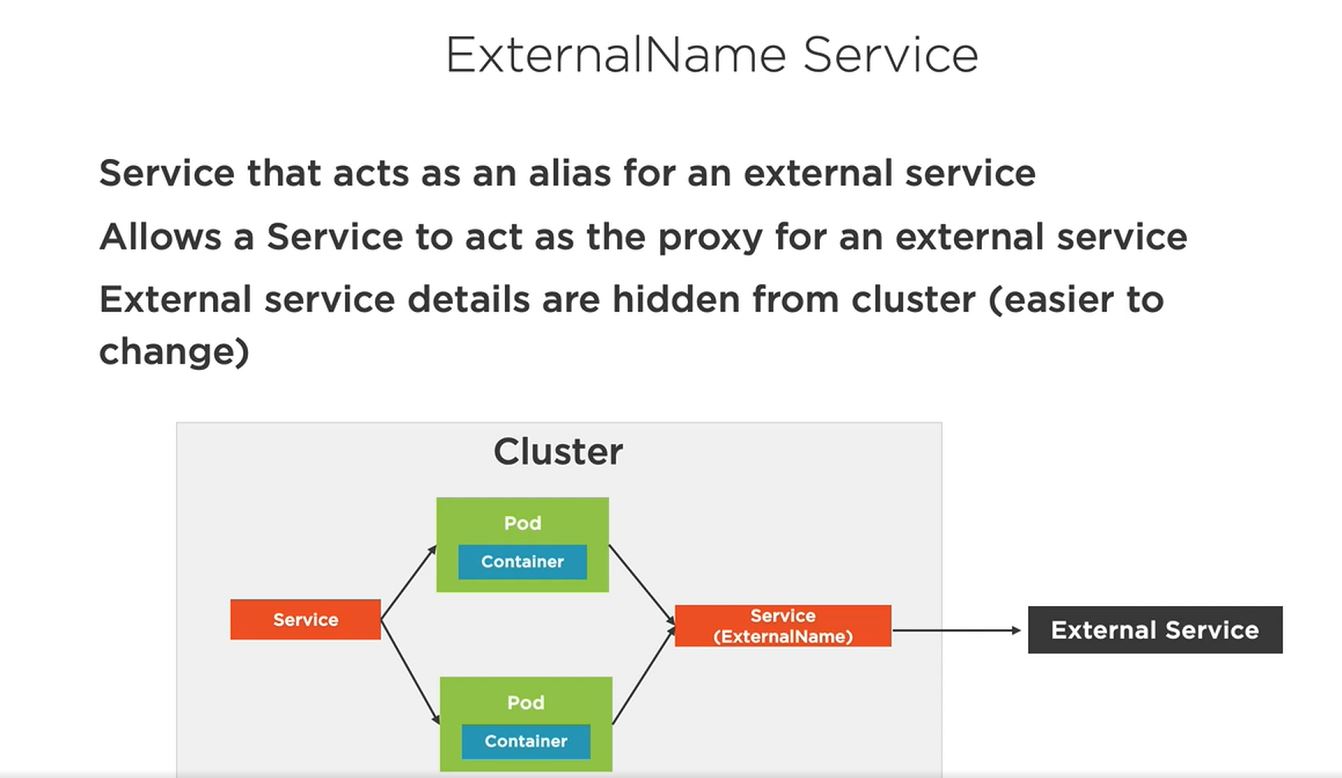 ExternalName Service
Service that acts as an alias for an external service
Allows a Service to act as the proxy for an external service
External service details are hidden from cluster (easier to
change)
Cluster
Pod
Container
Service
Service
(ExternalName)
External Service
Pod
Container